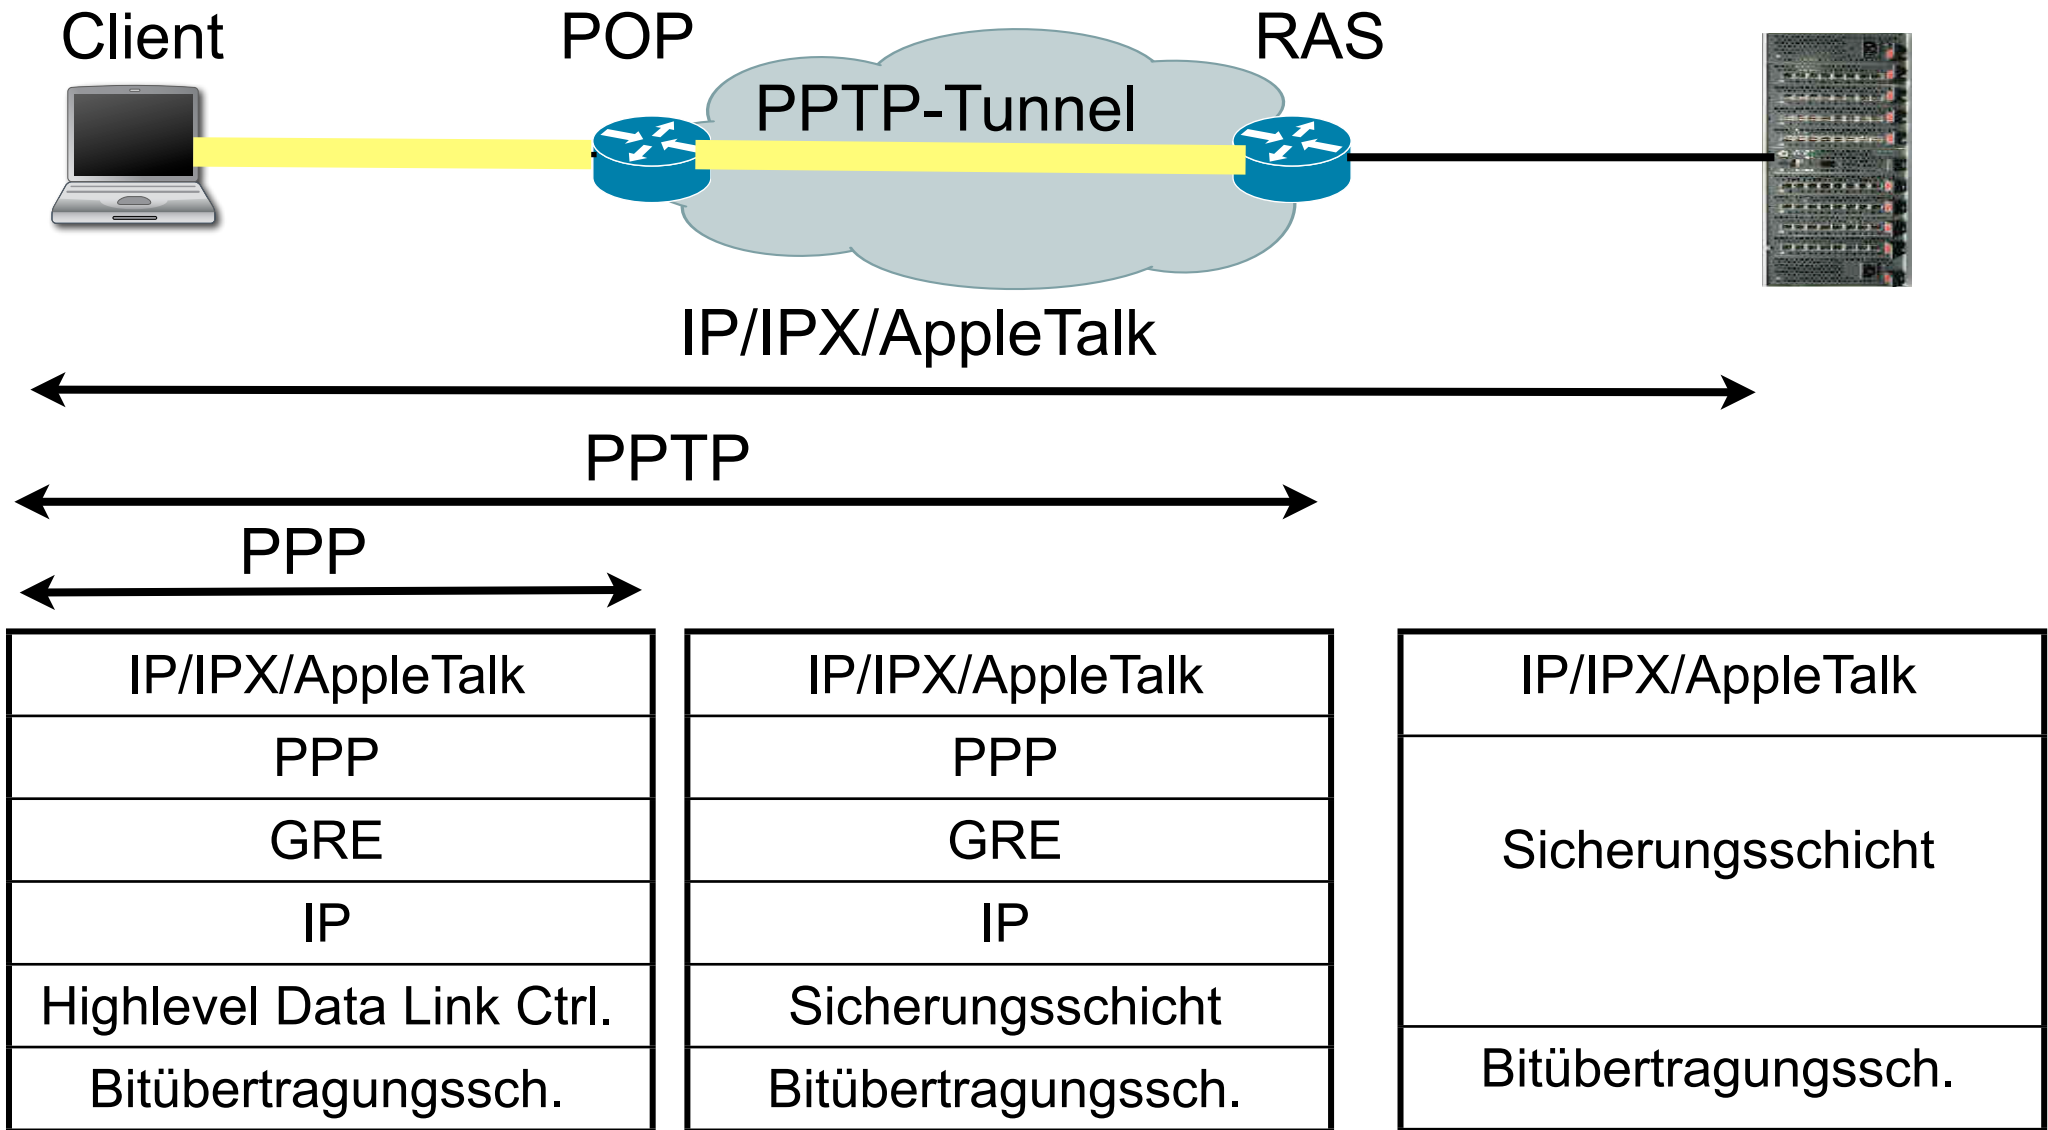 Client
POP
RAS
PPTP-Tunnel
IP/IPX/AppleTalk
PPTP
PPP
IP/IPX/AppleTalk
PPP
GRE
IP
Highlevel Data Link Ctrl.
Bitübertragungssch.
IP/IPX/AppleTalk
PPP
GRE
IP
Sicherungsschicht
Bitübertragungssch.
IP/IPX/AppleTalk
Sicherungsschicht
Bitübertragungssch.